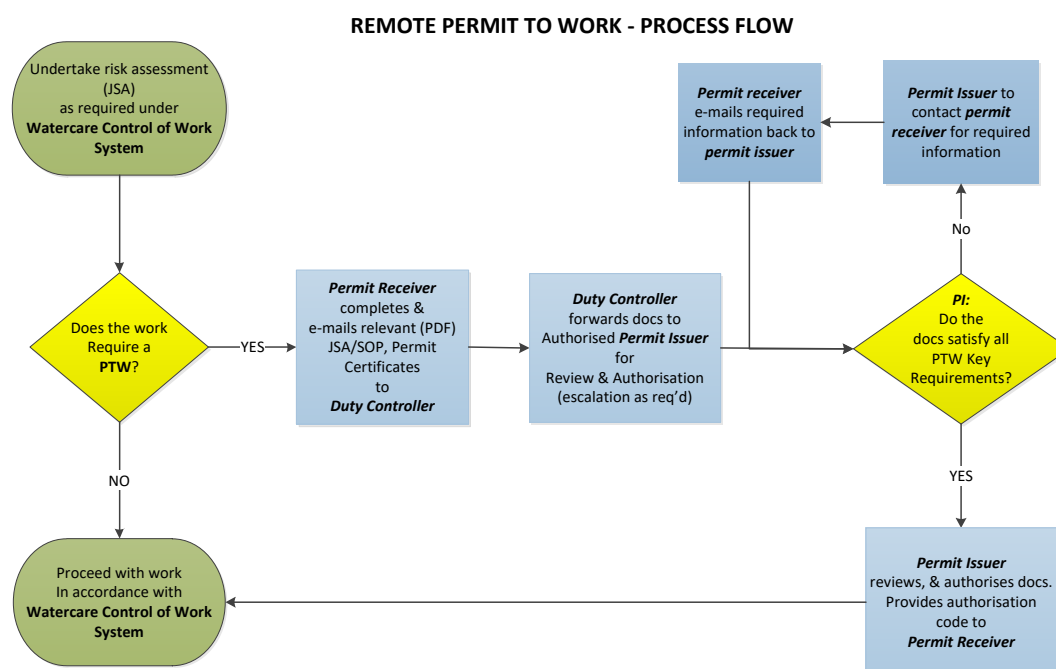 REMOTE PERMIT TO WORK - PROCESS FLOW
Undertake risk assessment
(JSA)
as required under
Watercare Control of Work
System
Permit receiver
e-mails required
information back to
permit issuer
Permit Issuer to
contact permit
receiver for required
information
No
Does the work
Require a
PTW?
YES
Permit Receiver
completes &
e-mails relevant (PDF)
JSA/SOP, Permit
Certificates
to
Duty Controller
Duty Controller
forwards docs to
Authorised Permit Issuer
for
Review & Authorisation
(escalation as req'd)
PI:
Do the
docs satisfy all
PTW Key
Requirements?
NO
YES
Proceed with work
In accordance with
Watercare Control of Work
System
Permit Issuer
reviews, & authorises docs.
Provides authorisation
code to
Permit Receiver